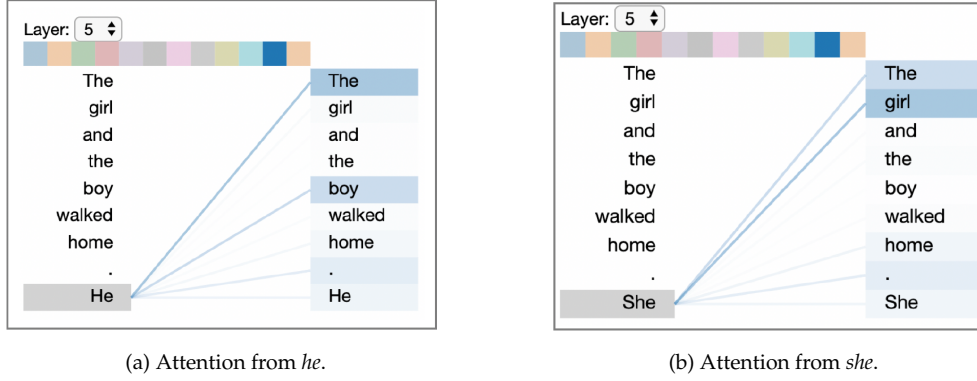 Layer: 5
The The
girl girl
and and
the the
boy boy
walked walked
home home
. .
He He
(a) Attention from he.
Layer: 5
The The
girl girl
and and
the the
boy boy
walked walked
home home
. .
She She
(b) Attention from she.